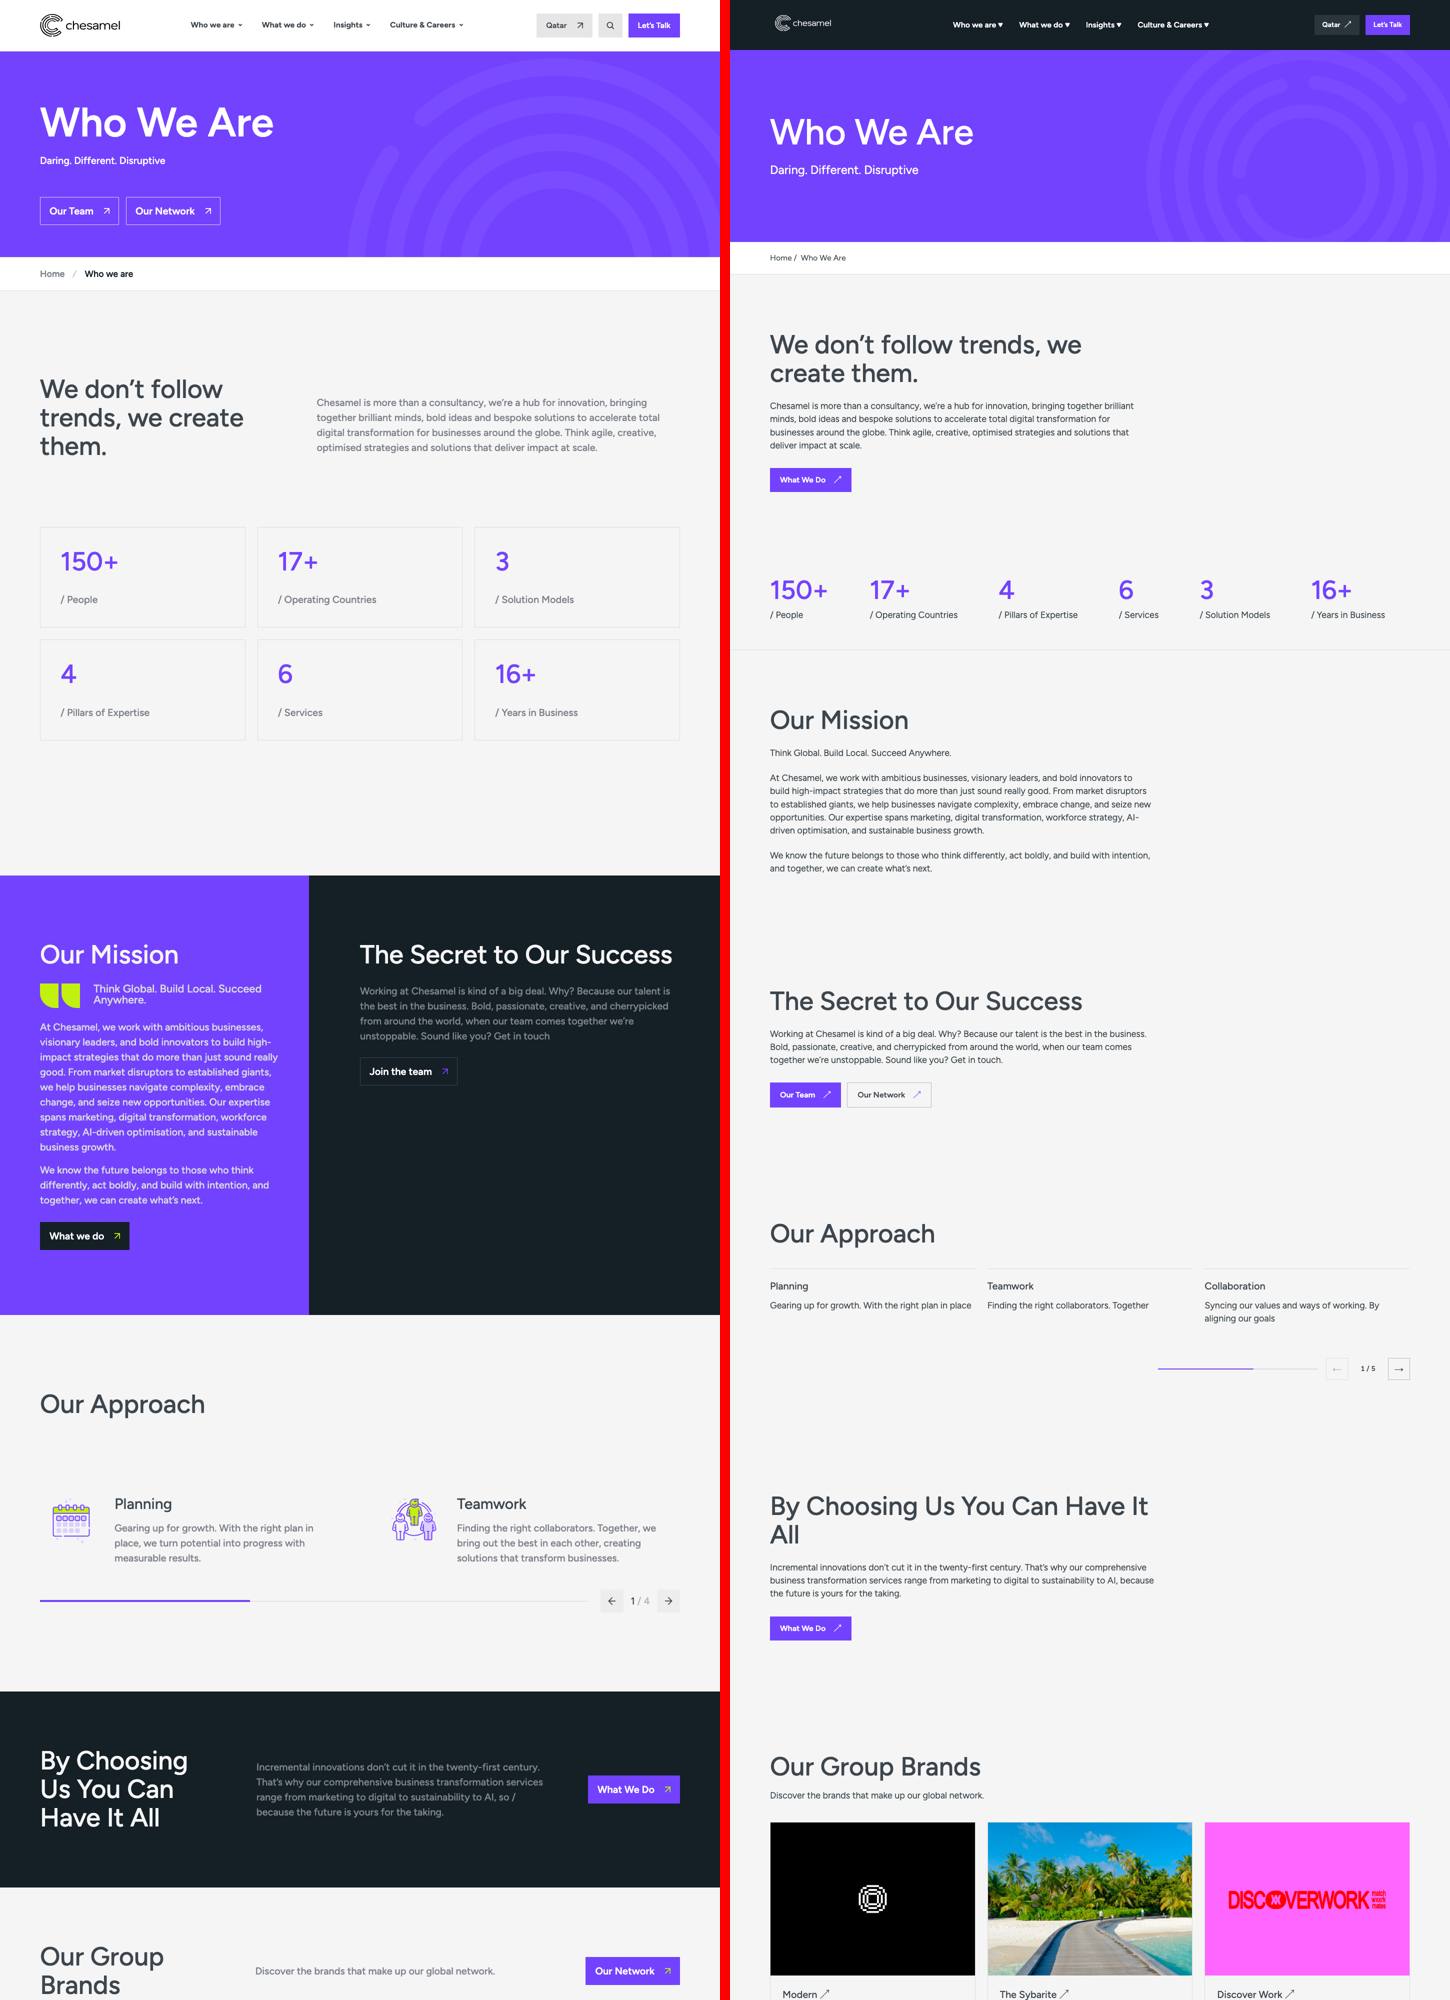 chesamel
Who we are
What we do
Insights
Culture & Careers
Qatar
Let's Talk
Who We Are
Daring. Different. Disruptive
Our Team
Our Network
Home / Who we are
We don't follow
trends, we create
them.
Chesamel is more than a consultancy, we're a hub for innovation, bringing
together brilliant minds, bold ideas and bespoke solutions to accelerate total
digital transformation for businesses around the globe. Think agile, creative,
optimised strategies and solutions that deliver impact at scale.
150+
/ People
17+
/ Operating Countries
3
/ Solution Models
4
/ Pillars of Expertise
6
/ Services
16+
/ Years in Business
Our Mission
Think Global. Build Local. Succeed
Anywhere.
At Chesamel, we work with ambitious businesses,
visionary leaders, and bold innovators to build high-
impact strategies that do more than just sound really
good. From market disruptors to established giants,
we help businesses navigate complexity, embrace
change, and seize new opportunities. Our expertise
spans marketing, digital transformation, workforce
strategy, AI-driven optimisation, and sustainable
business growth.
We know the future belongs to those who think
differently, act boldly, and build with intention, and
together, we can create what's next.
What we do
The Secret to Our Success
Working at Chesamel is kind of a big deal. Why? Because our talent is
the best in the business. Bold, passionate, creative, and cherrypicked
from around the world, when our team comes together we're
unstoppable. Sound like you? Get in touch
Join the team
Our Approach
Planning
Gearing up for growth. With the right plan in
place, we turn potential into progress with
measurable results.
Teamwork
Finding the right collaborators. Together, we
bring out the best in each other, creating
solutions that transform businesses.
1 / 4
By Choosing
Us You Can
Have It All
Incremental innovations don't cut it in the twenty-first century.
That's why our comprehensive business transformation services
range from marketing to digital to sustainability to AI, so /
because the future is yours for the taking.
What We Do
Our Group
Brands
Discover the brands that make up our global network.
Our Network
chesamel
Who we are
What we do
Insights
Culture & Careers
Qatar
Let's Talk
Who We Are
Daring. Different. Disruptive
Home / Who We Are
We don't follow trends, we
create them.
Chesamel is more than a consultancy, we're a hub for innovation, bringing together brilliant
minds, bold ideas and bespoke solutions to accelerate total digital transformation for
businesses around the globe. Think agile, creative, optimised strategies and solutions that
deliver impact at scale.
What We Do
150+
/ People
17+
/ Operating Countries
4
/ Pillars of Expertise
6
/ Services
3
/ Solution Models
16+
/ Years in Business
Our Mission
Think Global. Build Local. Succeed Anywhere.
At Chesamel, we work with ambitious businesses, visionary leaders, and bold innovators to
build high-impact strategies that do more than just sound really good. From market disruptors
to established giants, we help businesses navigate complexity, embrace change, and seize new
opportunities. Our expertise spans marketing, digital transformation, workforce strategy, AI-
driven optimisation, and sustainable business growth.
We know the future belongs to those who think differently, act boldly, and build with intention,
and together, we can create what's next.
The Secret to Our Success
Working at Chesamel is kind of a big deal. Why? Because our talent is the best in the business.
Bold, passionate, creative, and cherrypicked from around the world, when our team comes
together we're unstoppable. Sound like you? Get in touch.
Our Team
Our Network
Our Approach
Planning
Gearing up for growth. With the right plan in place
Teamwork
Finding the right collaborators. Together
Collaboration
Syncing our values and ways of working. By
aligning our goals
1 / 5
By Choosing Us You Can Have It
All
Incremental innovations don't cut it in the twenty-first century. That's why our comprehensive
business transformation services range from marketing to digital to sustainability to AI, because
the future is yours for the taking.
What We Do
Our Group Brands
Discover the brands that make up our global network.
DISCOVERWORK
match
work
mates
Modern
The Sybarite
Discover Work